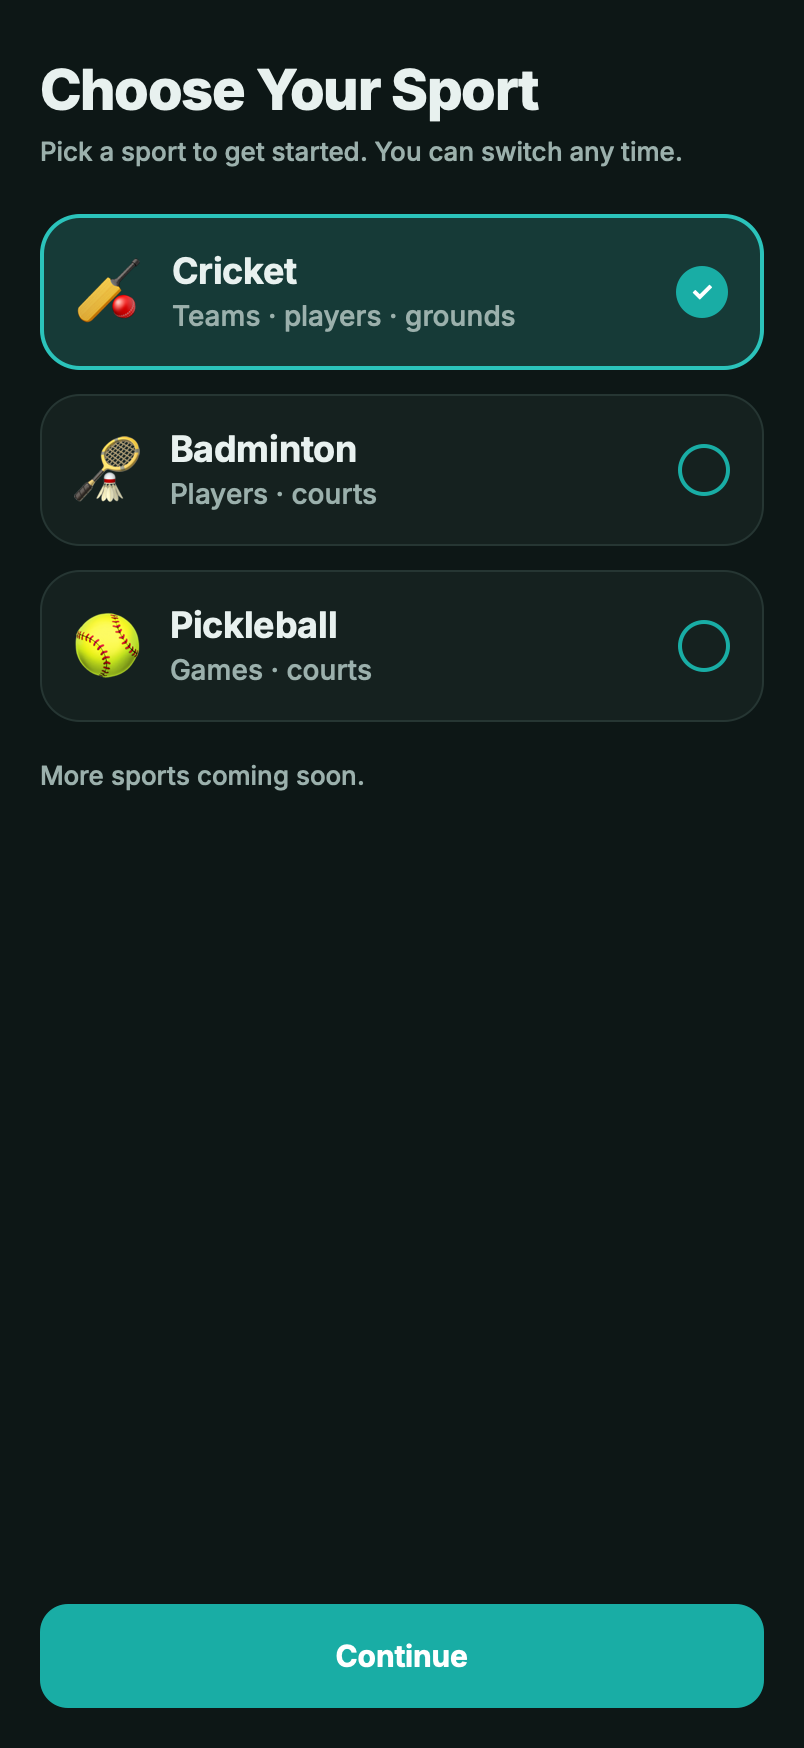 Choose Your Sport
Pick a sport to get started. You can switch any time.
Cricket
Teams · players · grounds
Badminton
Players · courts
Pickleball
Games · courts
More sports coming soon.
Continue